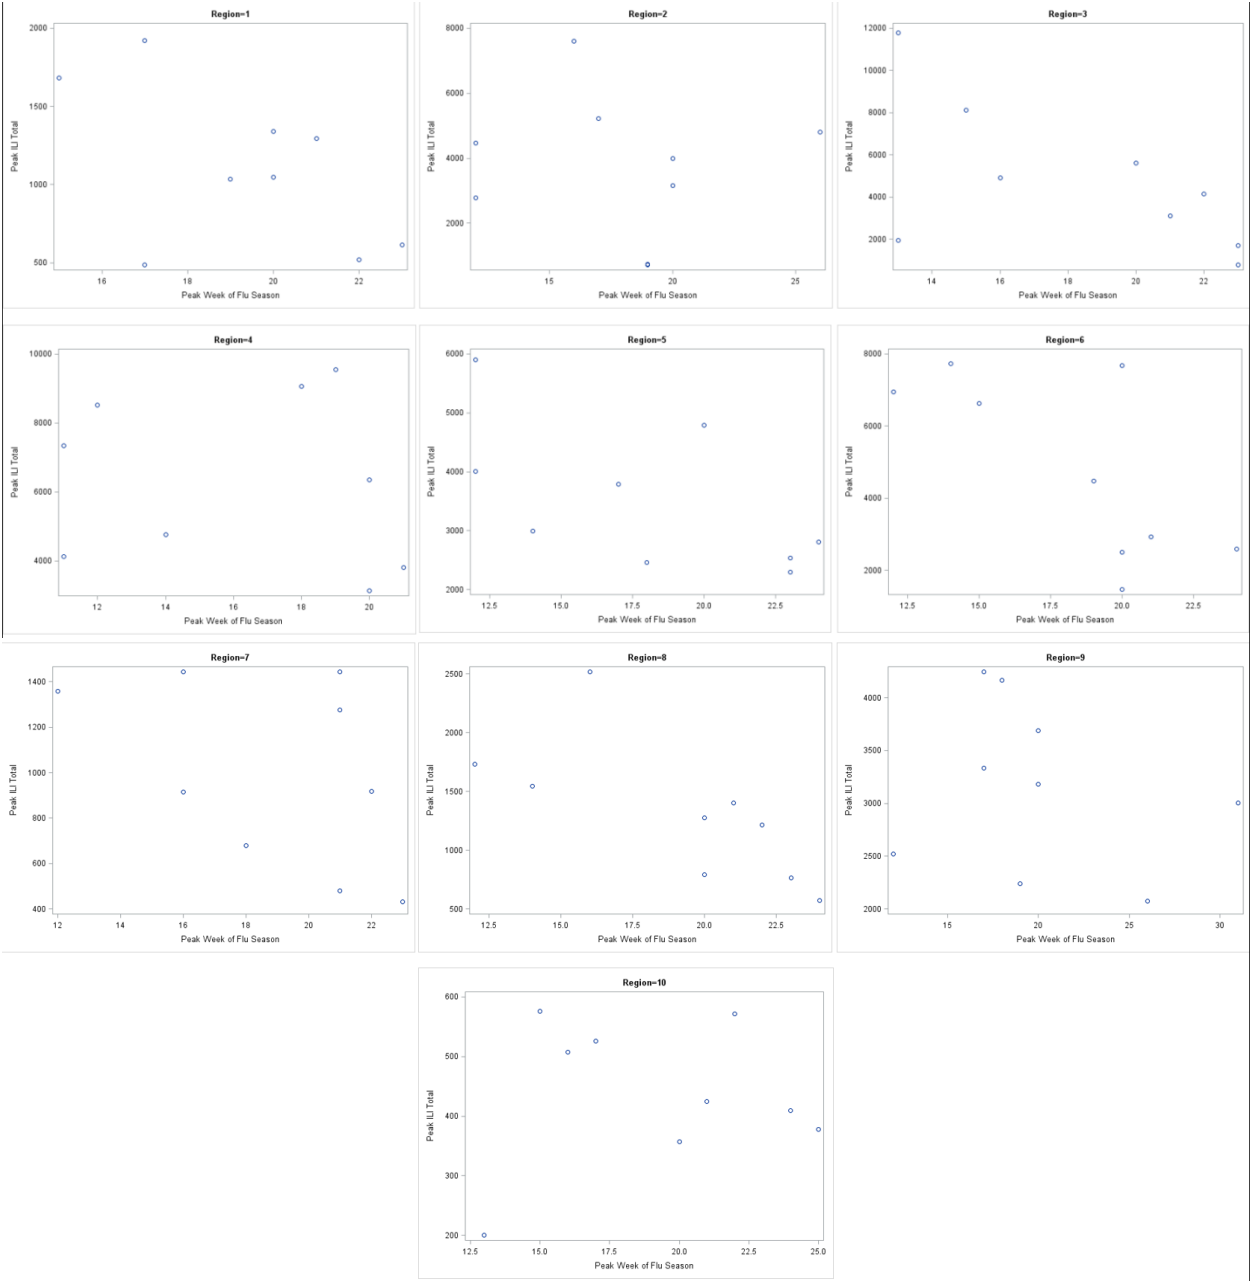 Region=1
2000
1500
1000
500
Peak ILI Total
16 18 20 22
Peak Week of Flu Season
Region=2
8000
6000
4000
2000
Peak ILI Total
15 20 25
Peak Week of Flu Season
Region=3
12000
10000
8000
6000
4000
2000
Peak ILI Total
14 16 18 20 22
Peak Week of Flu Season
Region=4
10000
8000
6000
4000
Peak ILI Total
12 14 16 18 20
Peak Week of Flu Season
Region=5
6000
5000
4000
3000
2000
Peak ILI Total
12.5 15.0 17.5 20.0 22.5
Peak Week of Flu Season
Region=6
8000
6000
4000
2000
Peak ILI Total
12.5 15.0 17.5 20.0 22.5
Peak Week of Flu Season
Region=7
1400
1200
1000
800
600
400
Peak ILI Total
12 14 16 18 20 22
Peak Week of Flu Season
Region=8
2500
2000
1500
1000
500
Peak ILI Total
12.5 15.0 17.5 20.0 22.5
Peak Week of Flu Season
Region=9
4000
3500
3000
2500
2000
Peak ILI Total
15 20 25 30
Peak Week of Flu Season
Region=10
600
500
400
300
200
Peak ILI Total
12.5 15.0 17.5 20.0 22.5 25.0
Peak Week of Flu Season